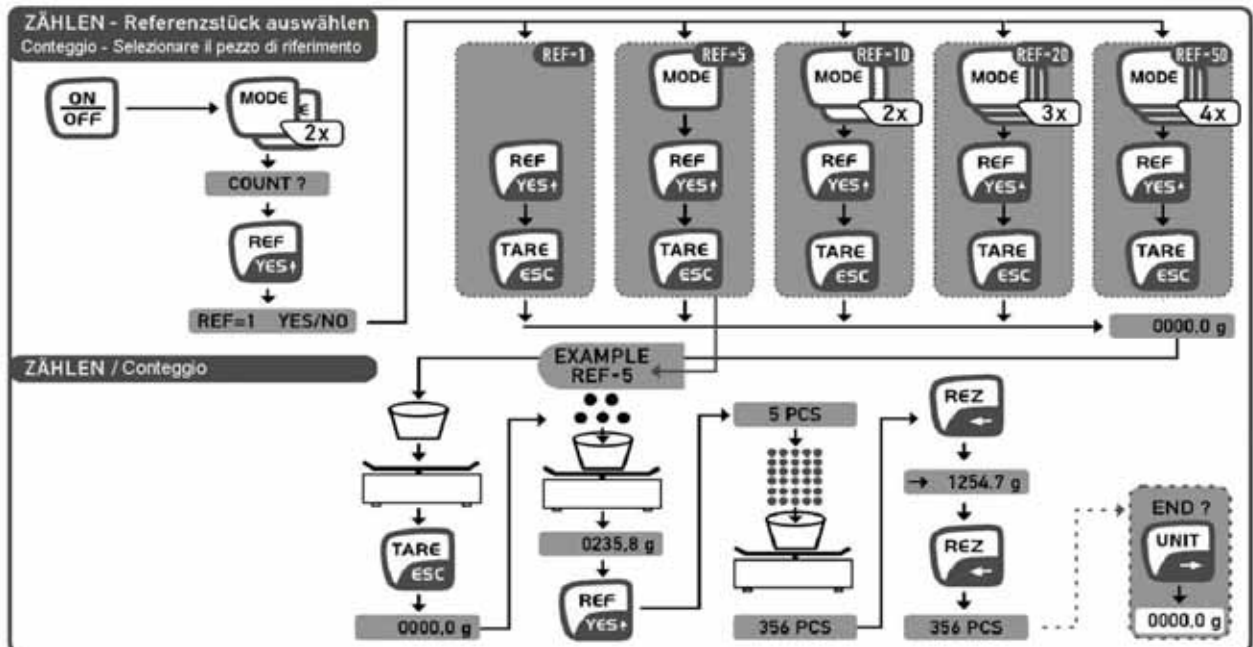 ZÄHLEN - Referenzstück auswählen
Conteggio - Selezionare il pezzo di riferimento
ON
OFF
MODE
2x
COUNT ?
REF
YES
REF=1 YES/NO
REF-1
REF
YES
TARE
ESC
REF-5
MODE
REF
YES
TARE
ESC
REF-10
MODE
2x
REF
YES
TARE
ESC
REF-20
MODE
3x
REF
YES
TARE
ESC
REF-50
MODE
4x
REF
YES
TARE
ESC
0000.0 g
ZÄHLEN / Conteggio
TARE
ESC
0000,0 g
EXAMPLE
REF-5
0235,8 g
REF
YES
5 PCS
356 PCS
REZ
→ 1254.7 g
REZ
356 PCS
END ?
UNIT
0000.0 g